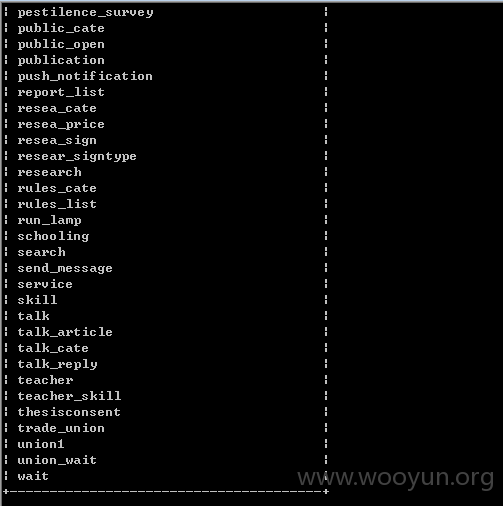 | pestilence_survey |
| public_cate |
| public_open |
| publication |
| push_notification |
| report_list |
| resea_cate |
| resea_price |
| resea_sign |
| resear_signtype |
| research |
| rules_cate |
| rules_list |
| run_lamp |
| schooling |
| search |
| send_message |
| service |
| skill |
| talk |
| talk_article |
| talk_cate |
| talk_reply |
| teacher |
| teacher_skill |
| thesisconsent |
| trade_union |
| union1 |
| union_wait |
| wait |
www.wooyun.org
+---------------------------------------+